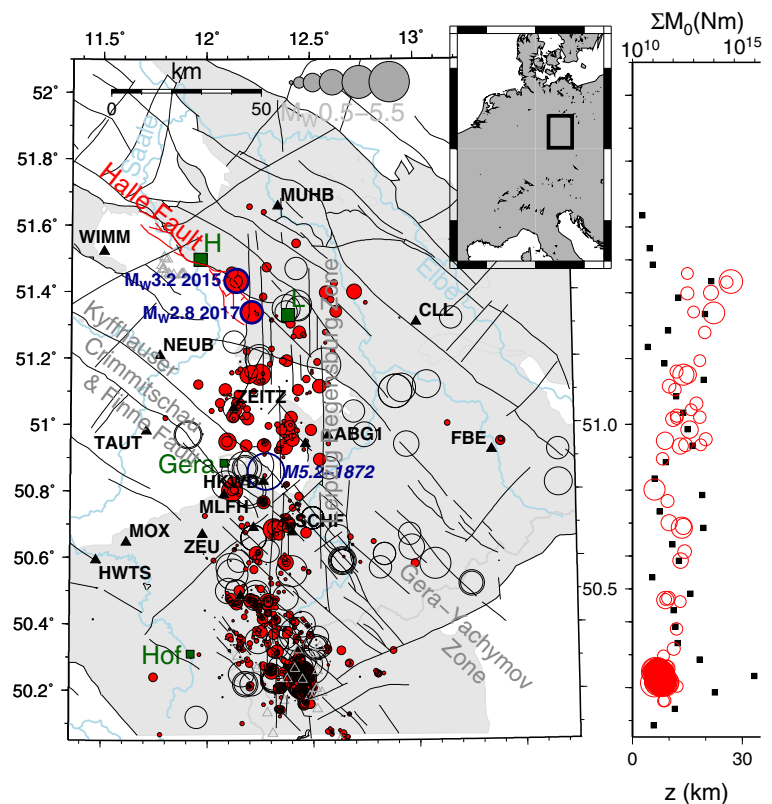 11.5˚
12˚
12.5˚
13˚
ΣM0(Nm)
10^10
10^15
km
0
50
MW0.5−5.5
52˚
51.8˚
51.6˚
51.4˚
51.2˚
51˚
50.8˚
50.6˚
50.4˚
50.2˚
Saale
Elbe
MUHB
Halle Fault
WIMM
H
MW3.2 2015
MW2.8 2017
L
CLL
NEUB
Kyffhäuser
Crimmitschau
& Finne Fault
Leipzig Regensburg Zone
ZEITZ
TAUT
ABG1
FBE
Gera
HKWD
M5.2 1872
MLFH
SCHF
MOX
ZEU
HWTS
Gera−Jachymov
Zone
Hof
51.0
50.5
0
30
z (km)